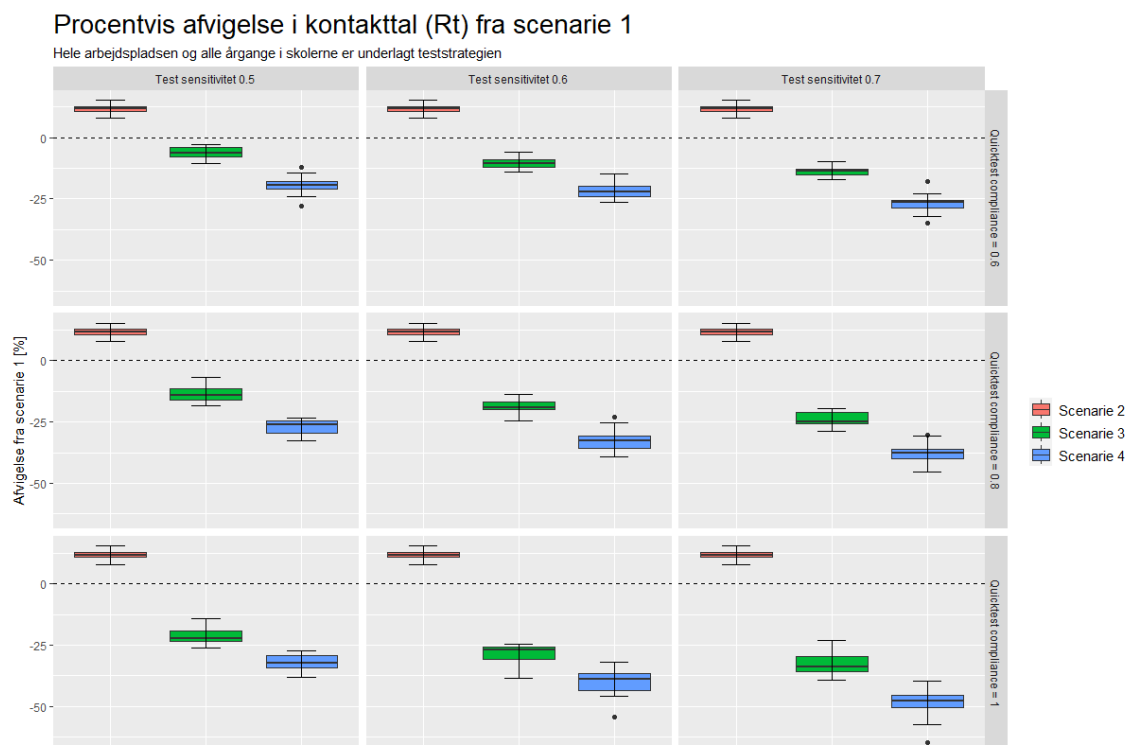 Procentvis afvigelse i kontakttal (Rt) fra scenarie 1
Hele arbejdspladsen og alle årgange i skolerne er underlagt teststrategien
Test sensitivitet 0.5
Test sensitivitet 0.6
Test sensitivitet 0.7
Afvigelse fra scenarie 1 [%]
0
-25
-50
Quicktest compliance = 0.6
0
-25
-50
Quicktest compliance = 0.8
0
-25
-50
Quicktest compliance = 1
Scenarie 2
Scenarie 3
Scenarie 4